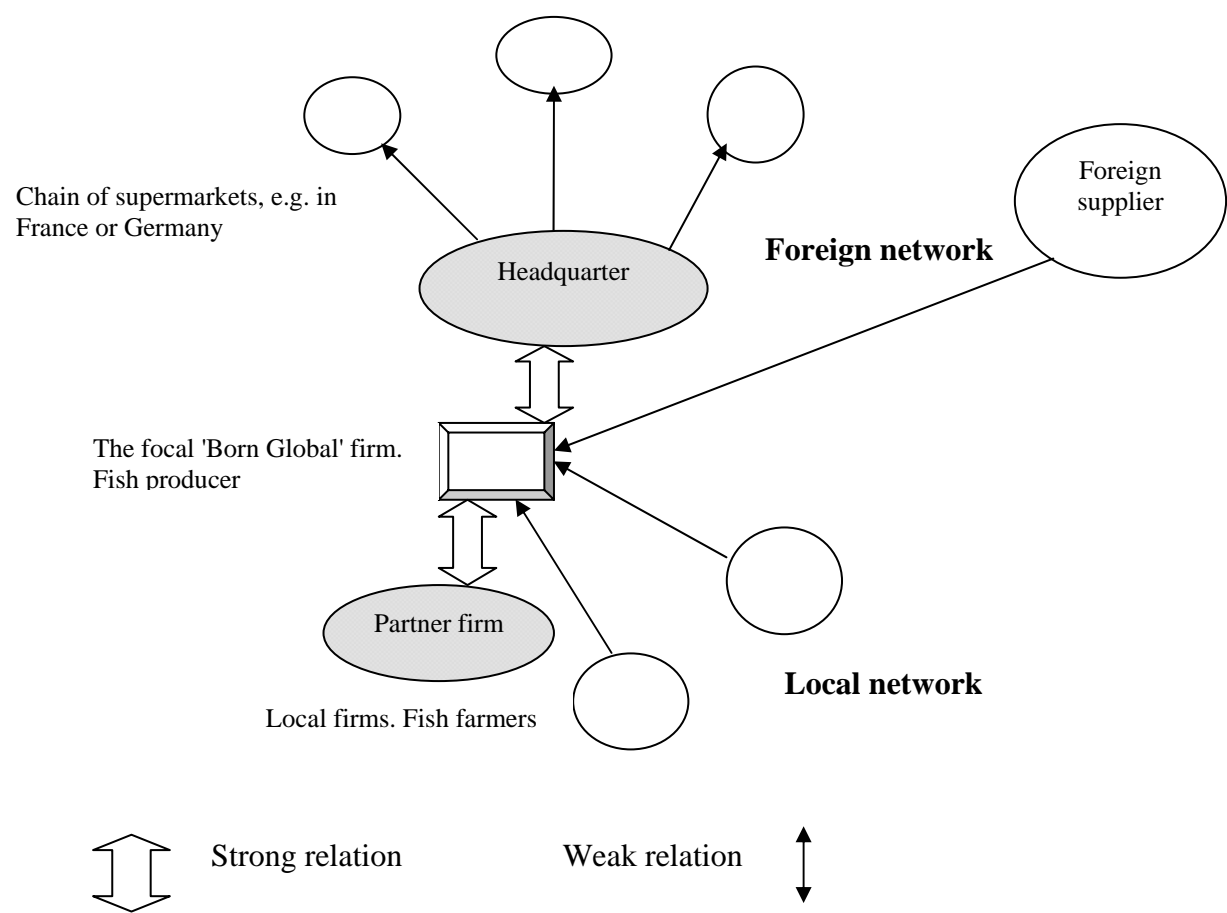 Foreign
supplier
Chain of supermarkets, e.g. in
France or Germany
Foreign network
Headquarter
The focal 'Born Global' firm.
Fish producer
Partner firm
Local network
Local firms. Fish farmers
Strong relation
Weak relation